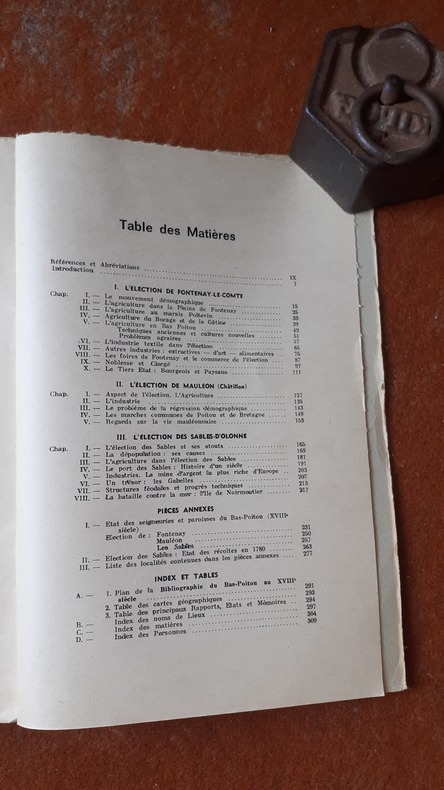 Table des Matières
Références et Abréviations IX
Introduction 1
I. L'ÉLECTION DE FONTENAY-LE-COMTE
Chap. I. — Le mouvement démographique 15
II. — L'agriculture dans la Plaine de Fontenay 25
III. — L'agriculture au marais Poitevin 33
IV. — Agriculture du Bocage et de la Gâtine 39
V. — L'agriculture en Bas Poitou
Techniques anciennes et cultures nouvelles
Problèmes agraires
VI. — L'industrie textile dans l'élection 65
VII. — Autres industries : extractives — d'art — alimentaires
VIII. — Les foires de Fontenay et le commerce de l'élection
IX. — Noblesse et Clergé 97
X. — Le Tiers Etat : Bourgeois et Paysans 111
II. L'ÉLECTION DE MAULÉON (Châtillon)
Chap. I. — Aspect de l'élection. L'Agriculture 127
II. — L'industrie 135
III. — Le problème de la régression démographique 143
IV. — Les marches communes de Poitou et de Bretagne 149
V. — Regards sur la vie mauléonnaise 153
III. L'ÉLECTION DES SABLES-D'OLONNE
Chap. I. — L'élection des Sables et ses atouts 165
II. — La dépopulation : ses causes 169
III. — L'agriculture dans l'élection des Sables 181
IV. — Le port des Sables : Histoire d'un siècle 191
V. — Industries. La mine d'argent la plus riche d'Europe 203
VI. — Un trésor : les Gabelles 207
VII. — Structures féodales et progrès techniques 213
VIII. — La bataille contre la mer : l'île de Noirmoutier 217
PIÈCES ANNEXES
I. — Etat des seigneuries et paroisses du Bas-Poitou (XVIIIe
siècle)
Election de : Fontenay 231
Mauléon 250
Les Sables 257
II. — Election des Sables : Etat des récoltes en 1780 263
III. — Liste des localités contenues dans les pièces annexes 277
INDEX ET TABLES
A. — 1. Plan de la Bibliographie du Bas-Poitou au XVIIIe
siècle 291
2. Table des cartes géographiques 293
3. Table des principaux Rapports, Etats et Mémoires 294
B. — Index des noms de Lieux 297
C. — Index des matières 304
D. — Index des Personnes 309